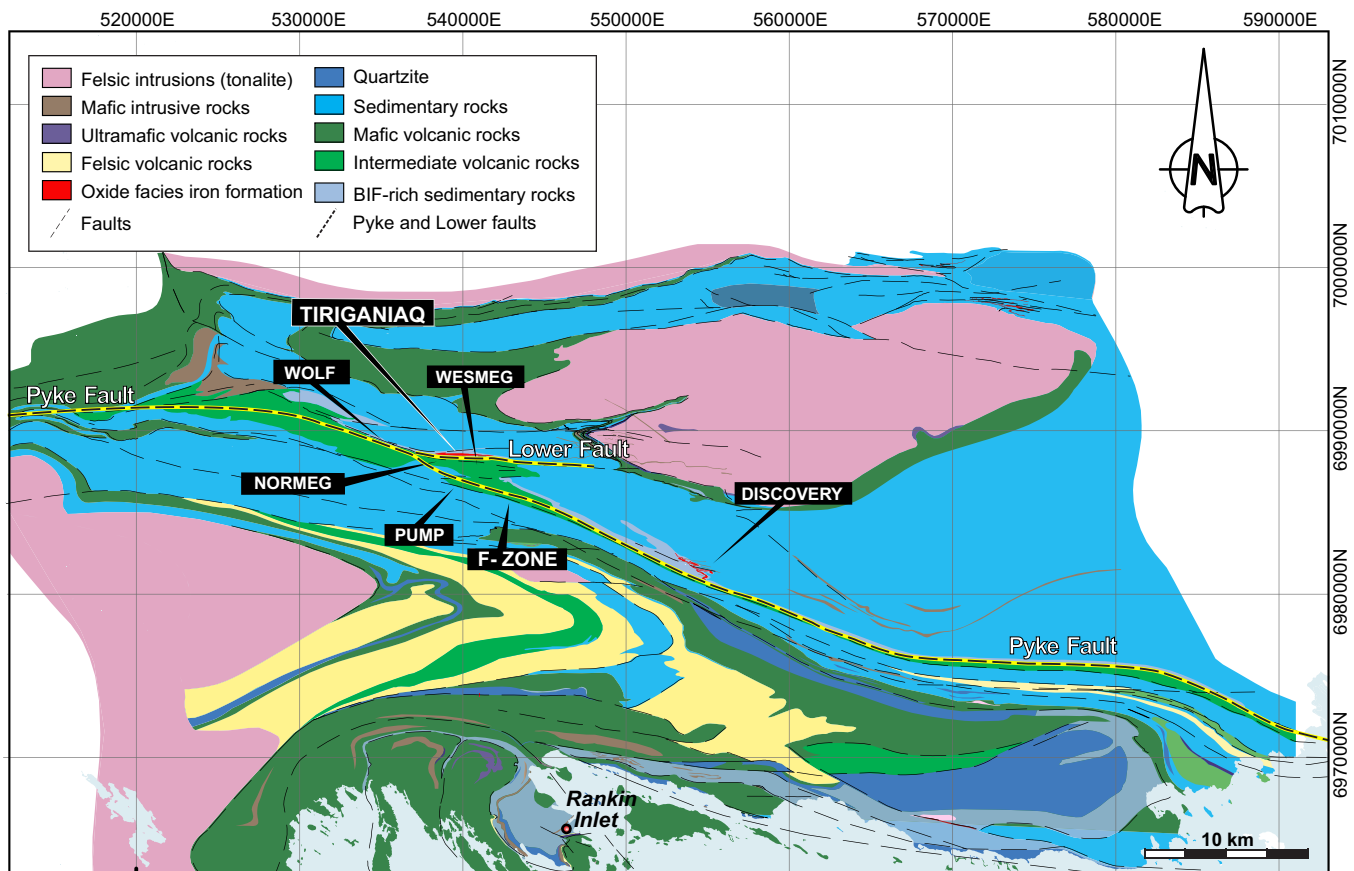 520000E 530000E 540000E 550000E 560000E 570000E 580000E 590000E
Felsic intrusions (tonalite)
Mafic intrusive rocks
Ultramafic volcanic rocks
Felsic volcanic rocks
Oxide facies iron formation
Faults
Quartzite
Sedimentary rocks
Mafic volcanic rocks
Intermediate volcanic rocks
BIF-rich sedimentary rocks
Pyke and Lower faults
N
7010000N
7000000N
6990000N
6980000N
6970000N
TIRIGANIAQ
WOLF
WESMEG
Pyke Fault
Lower Fault
NORMEG
DISCOVERY
PUMP
F- ZONE
Pyke Fault
Rankin
Inlet
10 km